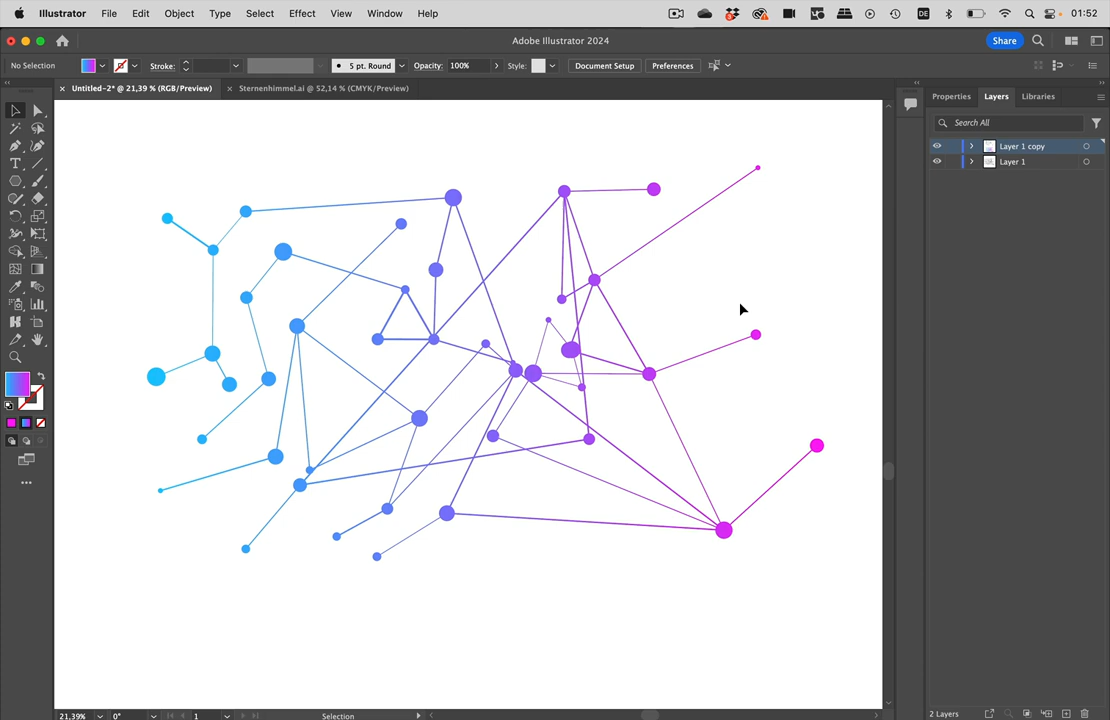 Illustrator File Edit Object Type Select Effect View Window Help 3 DE 01:52
Adobe Illustrator 2024 Share
No Selection Stroke: 5 pt. Round Opacity: 100% Style: Document Setup Preferences
Untitled-2* @ 21,39 % (RGB/Preview) Sternenhimmel.ai @ 52,14 % (CMYK/Preview)
Properties Layers Libraries
Search All
Layer 1 copy
Layer 1
21,39% 0° 1 Selection 2 Layers